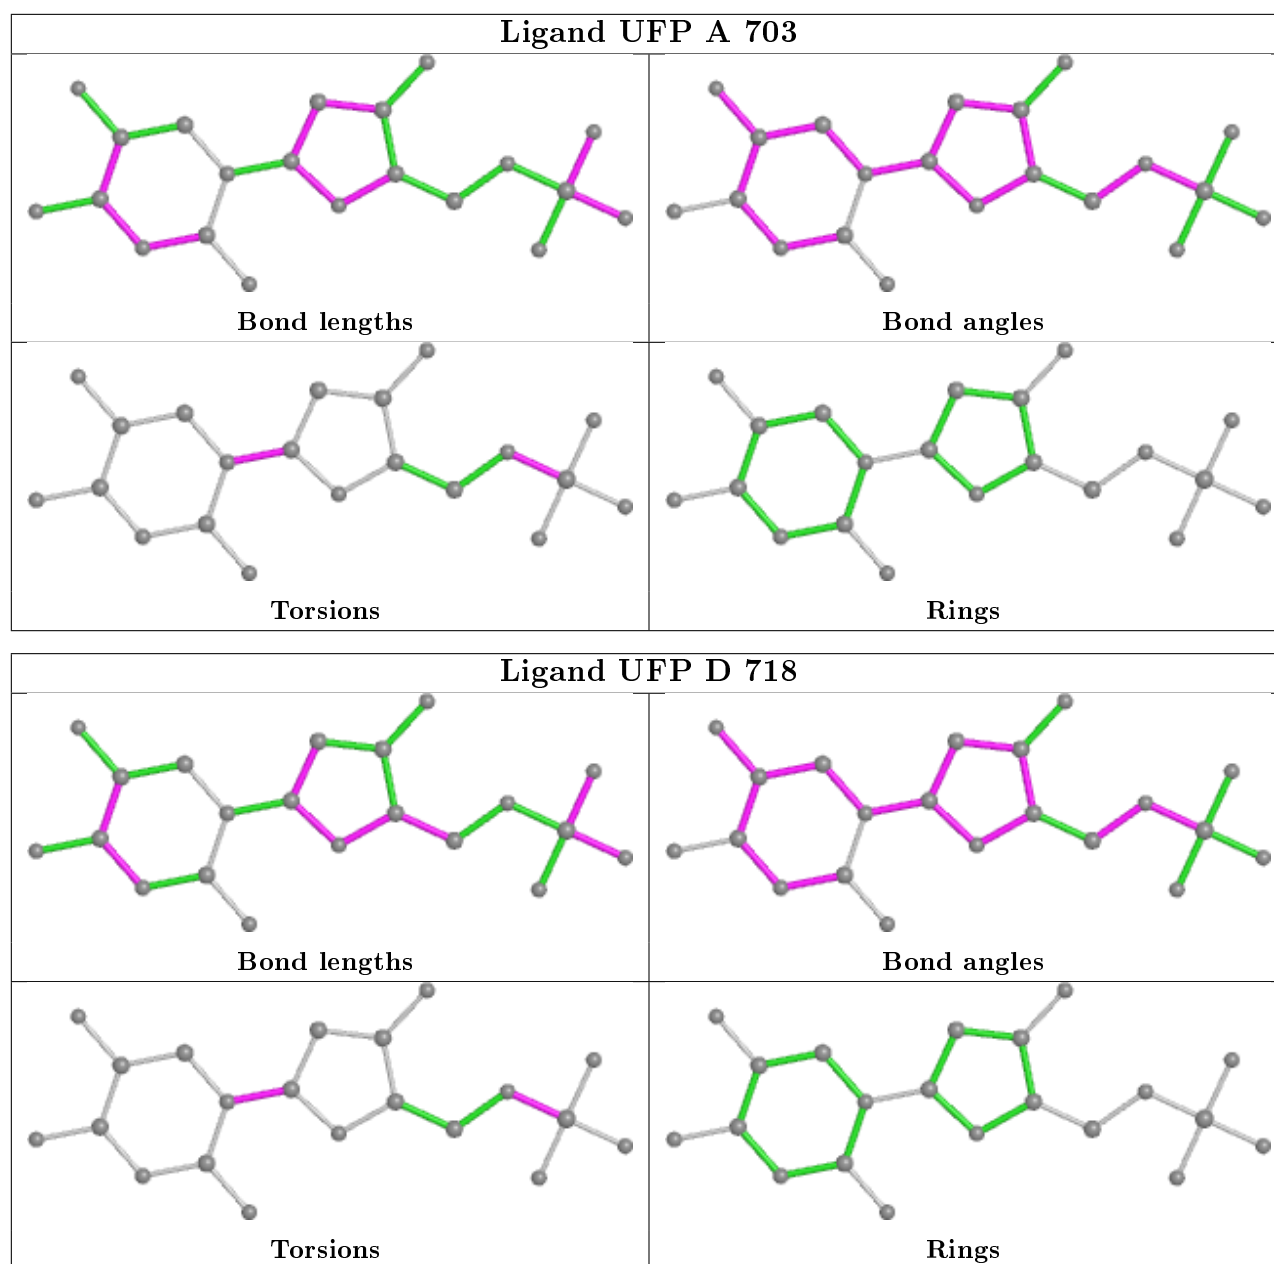 Ligand UFP A 703
Bond lengths
Bond angles
Torsions
Rings
Ligand UFP D 718
Bond lengths
Bond angles
Torsions
Rings